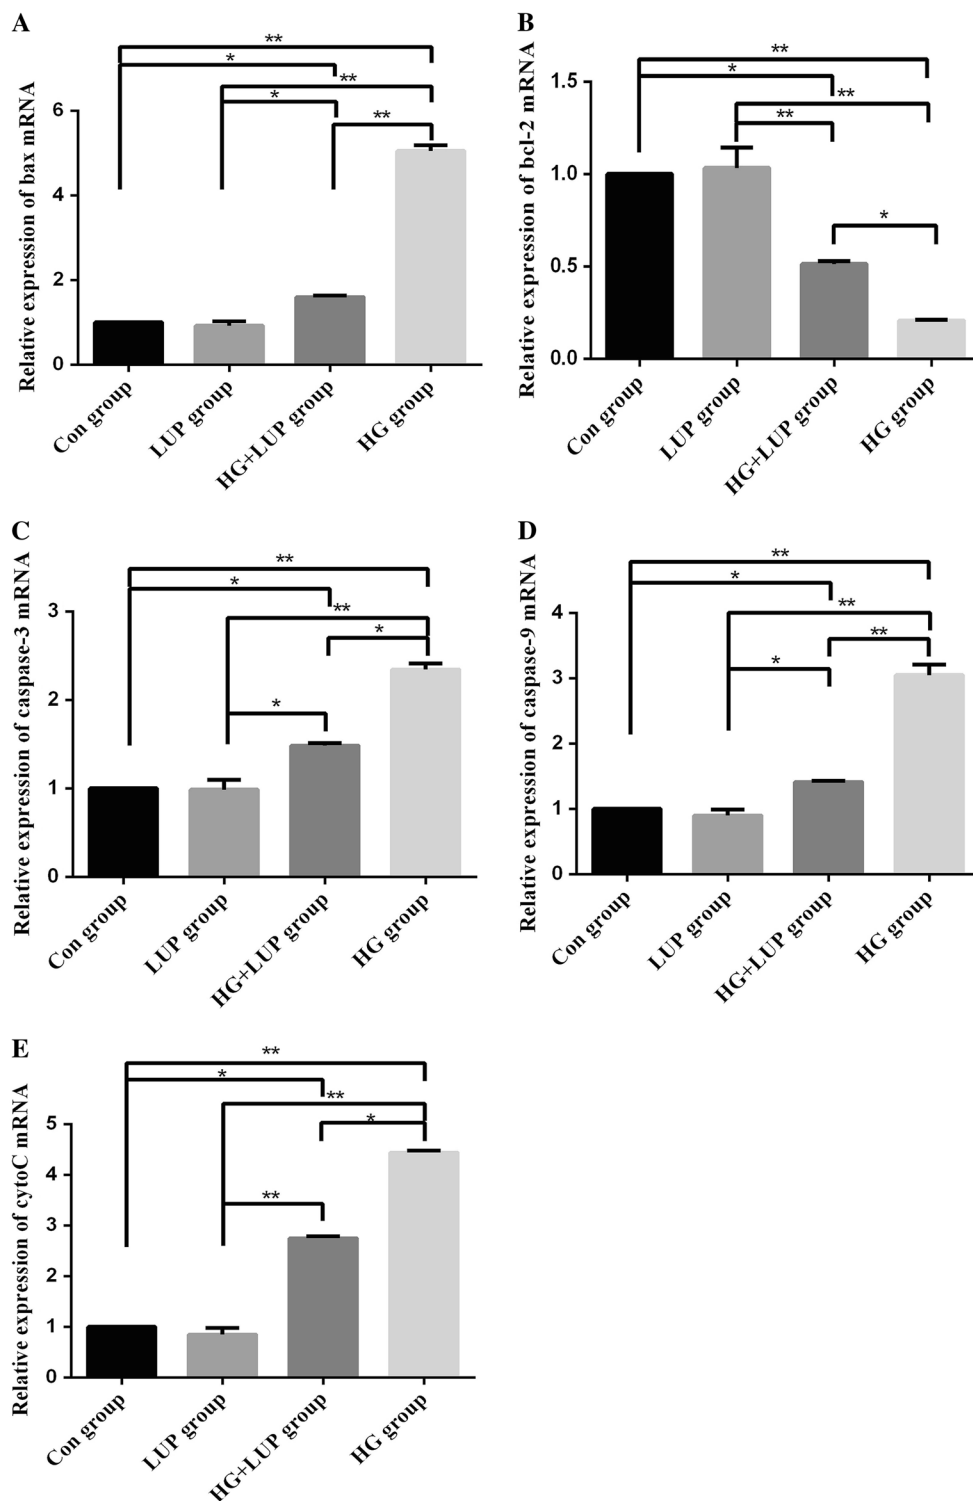 A
**
*
**
*
**
Relative expression of bax mRNA
6
4
2
0
Con group
LUP group
HG+LUP group
HG group
B
**
*
**
**
*
Relative expression of bcl-2 mRNA
1.5
1.0
0.5
0.0
Con group
LUP group
HG+LUP group
HG group
C
**
*
**
*
*
Relative expression of caspase-3 mRNA
3
2
1
0
Con group
LUP group
HG+LUP group
HG group
D
**
*
**
**
*
Relative expression of caspase-9 mRNA
4
3
2
1
0
Con group
LUP group
HG+LUP group
HG group
E
**
*
**
*
**
Relative expression of cytoC mRNA
5
4
3
2
1
0
Con group
LUP group
HG+LUP group
HG group